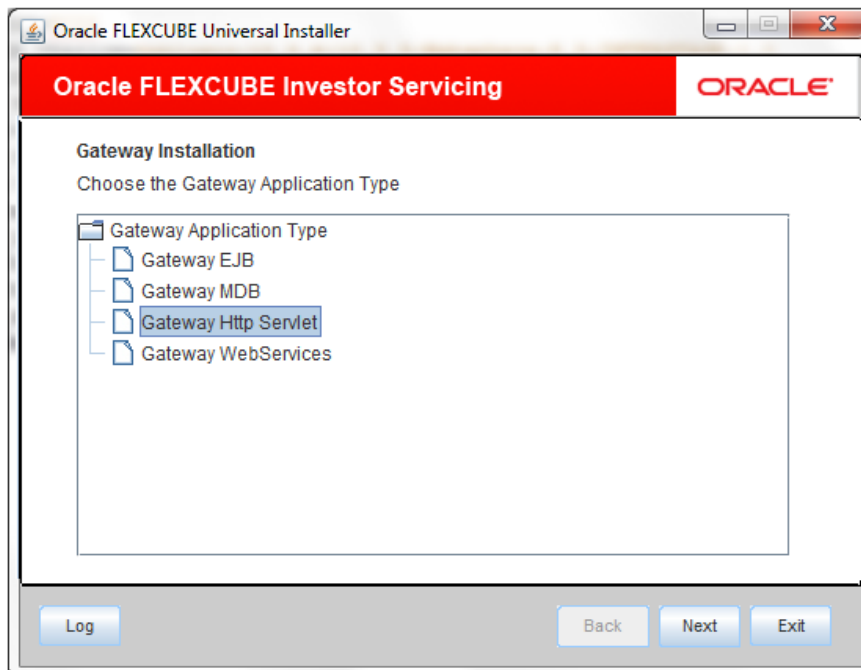 Oracle FLEXCUBE Universal Installer
Oracle FLEXCUBE Investor Servicing
ORACLE
Gateway Installation
Choose the Gateway Application Type
Gateway Application Type
Gateway EJB
Gateway MDB
Gateway Http Servlet
Gateway WebServices
Log
Back
Next
Exit